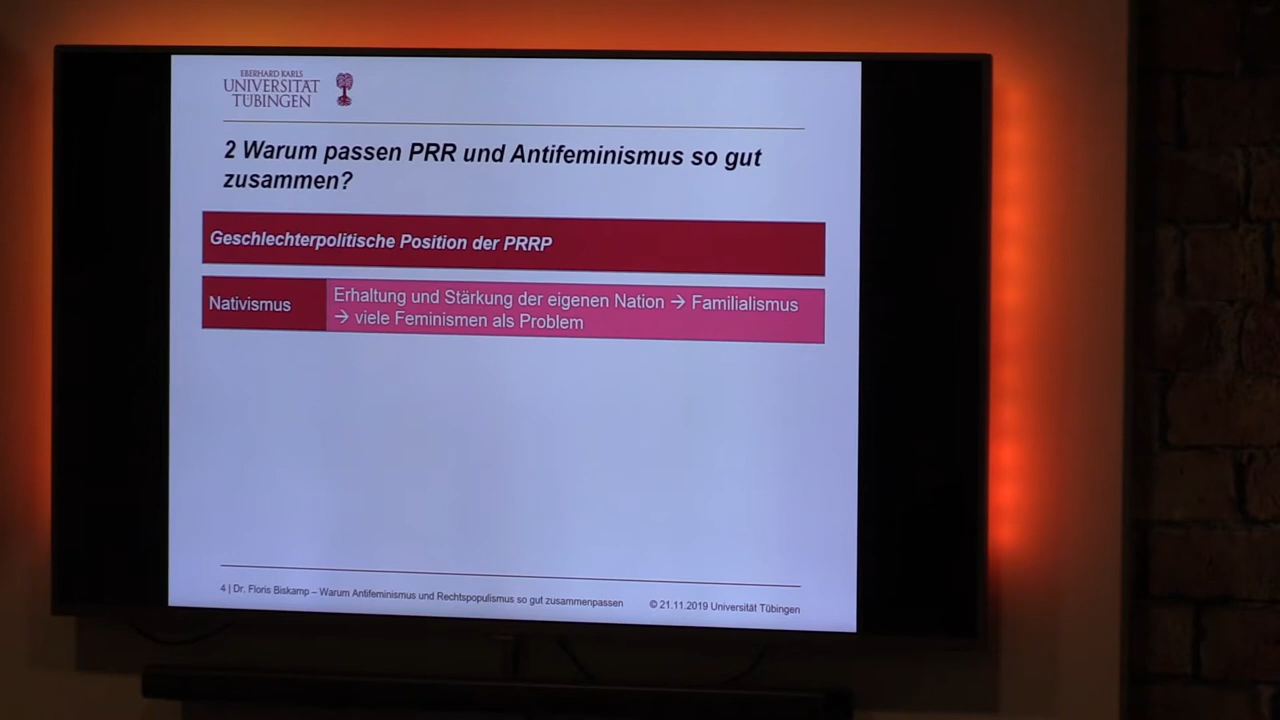 EBERHARD KARLS
UNIVERSITÄT
TÜBINGEN
2 Warum passen PRR und Antifeminismus so gut
zusammen?
Geschlechterpolitische Position der PRRP
Nativismus
Erhaltung und Stärkung der eigenen Nation → Familialismus
→ viele Feminismen als Problem
4 | Dr. Floris Biskamp – Warum Antifeminismus und Rechtspopulismus so gut zusammenpassen
© 21.11.2019 Universität Tübingen